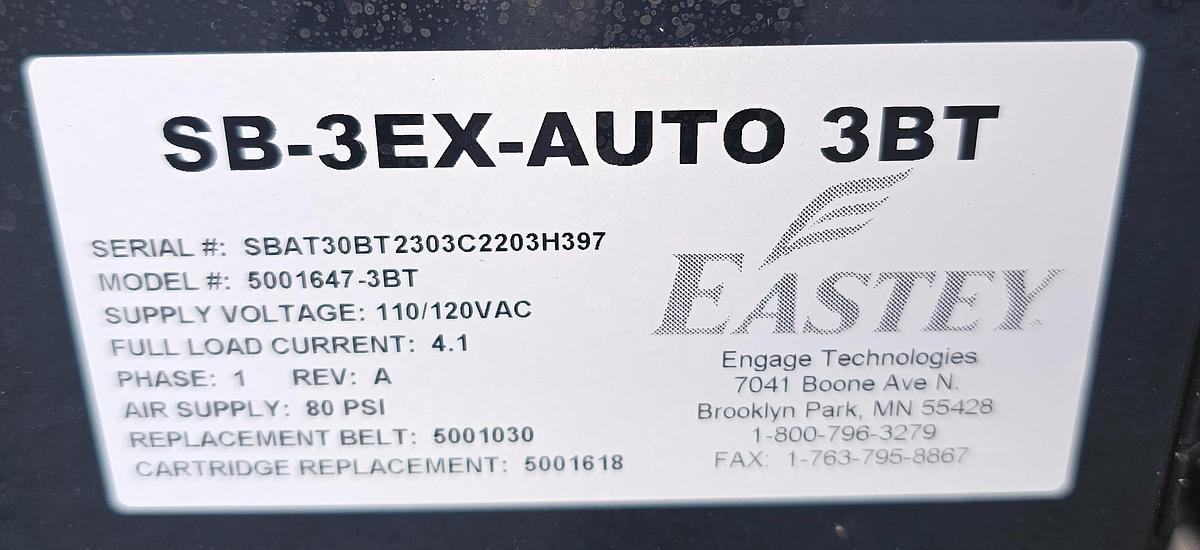 SB-3EX-AUTO 3BT
SERIAL #: SBAT30BT2303C2203H397
MODEL #: 5001647-3BT
SUPPLY VOLTAGE: 110/120VAC
FULL LOAD CURRENT: 4.1
PHASE: 1 REV: A
AIR SUPPLY: 80 PSI
REPLACEMENT BELT: 5001030
CARTRIDGE REPLACEMENT: 5001618
EASTEY
Engage Technologies
7041 Boone Ave N.
Brooklyn Park, MN 55428
1-800-796-3279
FAX: 1-763-795-8867